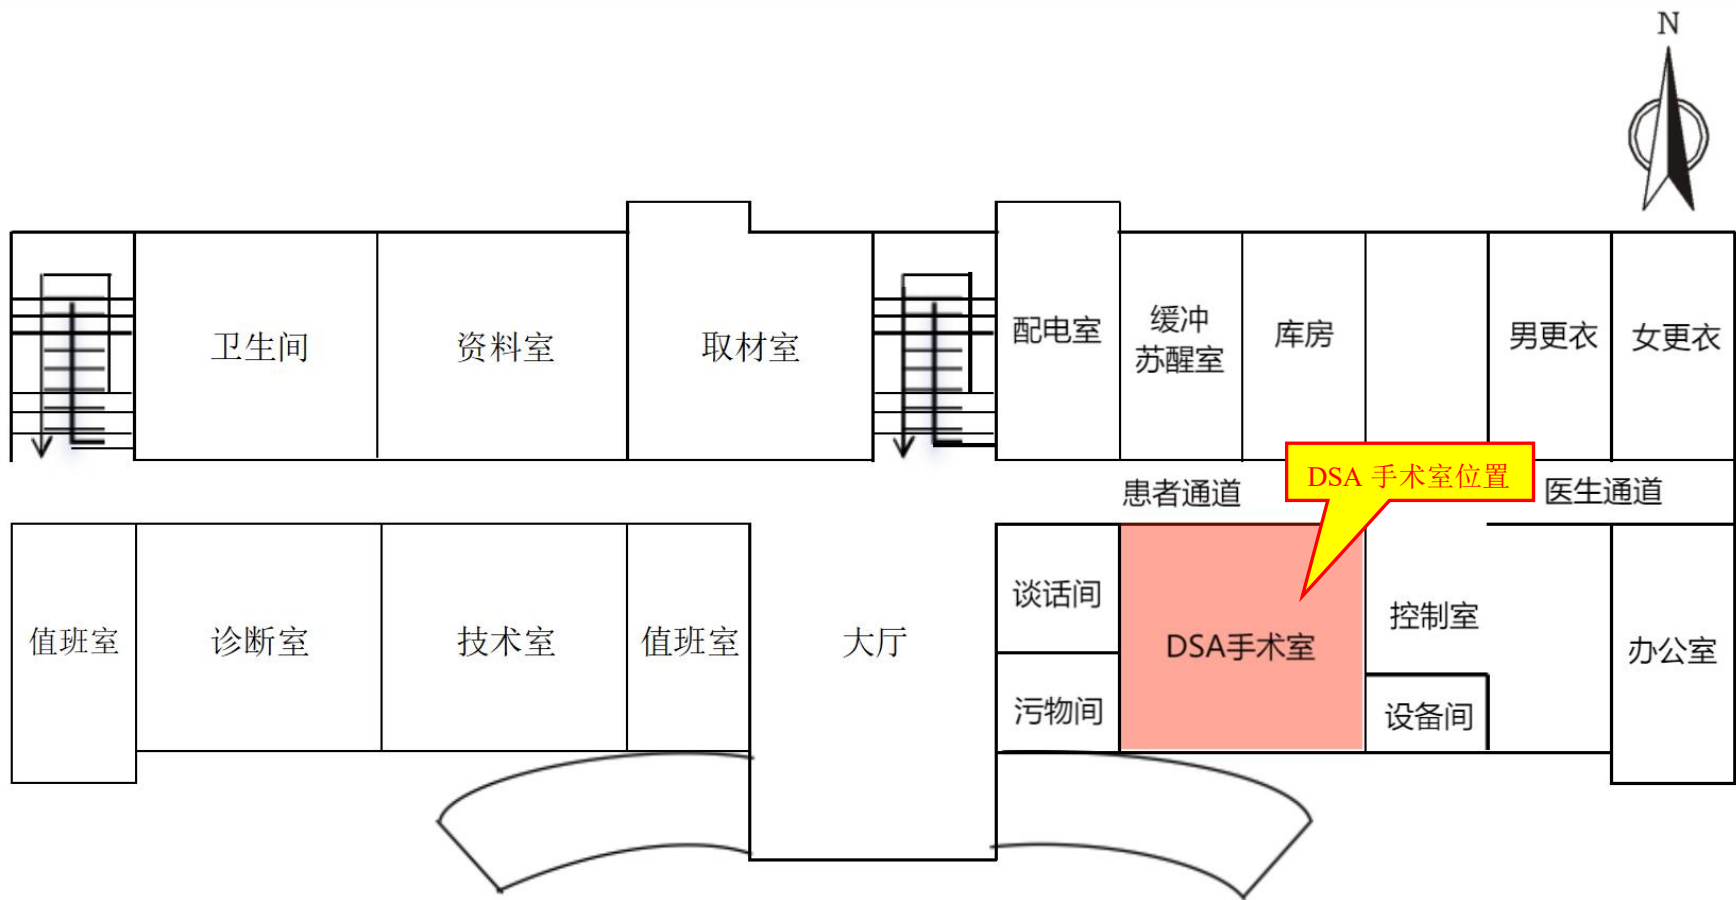 N
卫生间
资料室
取材室
配电室
缓冲
苏醒室
库房
男更衣
女更衣
患者通道
DSA 手术室位置
医生通道
值班室
诊断室
技术室
值班室
大厅
谈话间
污物间
DSA手术室
控制室
设备间
办公室